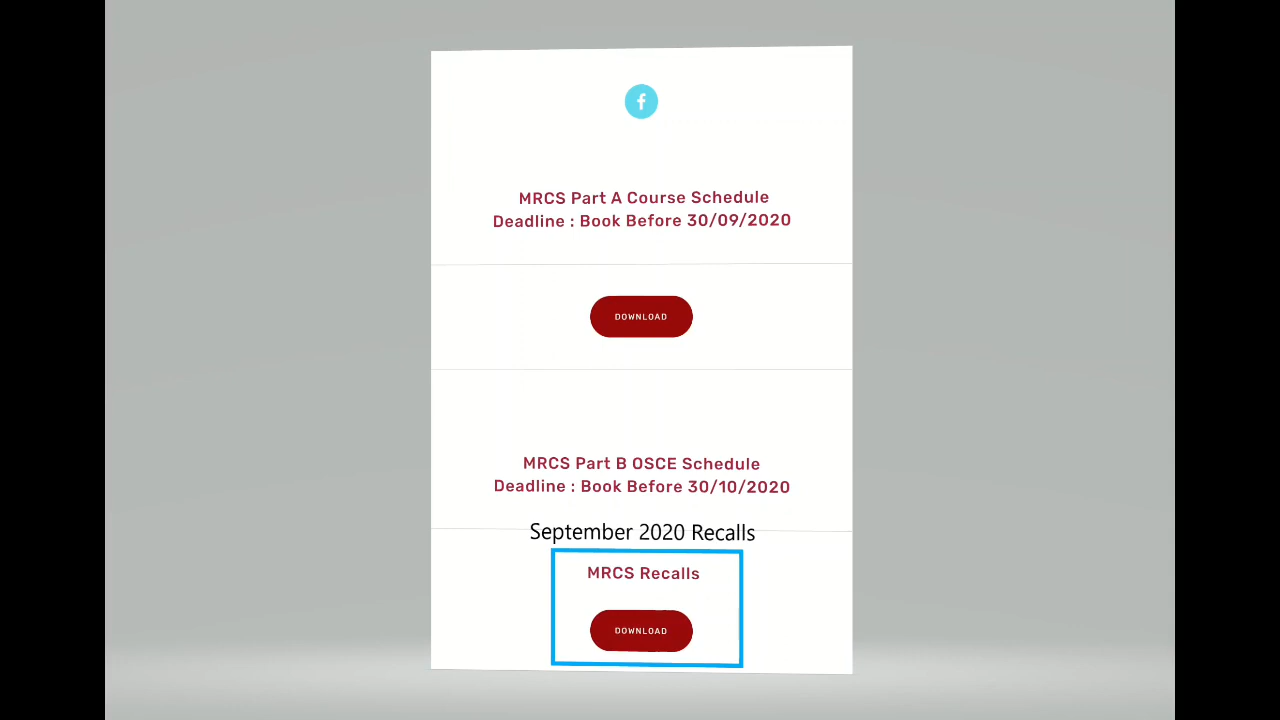 f
MRCS Part A Course Schedule
Deadline : Book Before 30/09/2020
DOWNLOAD
MRCS Part B OSCE Schedule
Deadline : Book Before 30/10/2020
September 2020 Recalls
MRCS Recalls
DOWNLOAD